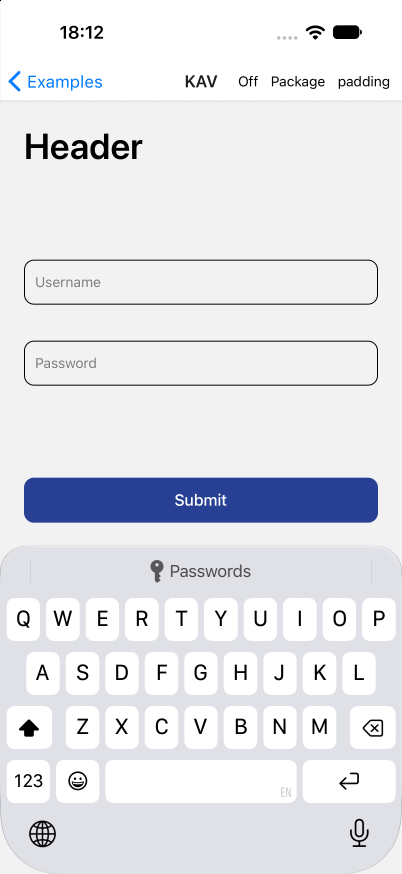 18:12
Examples KAV Off Package padding
Header
Username
Password
Submit
Passwords
Q W E R T Y U I O P
A S D F G H J K L
Z X C V B N M
123 EN